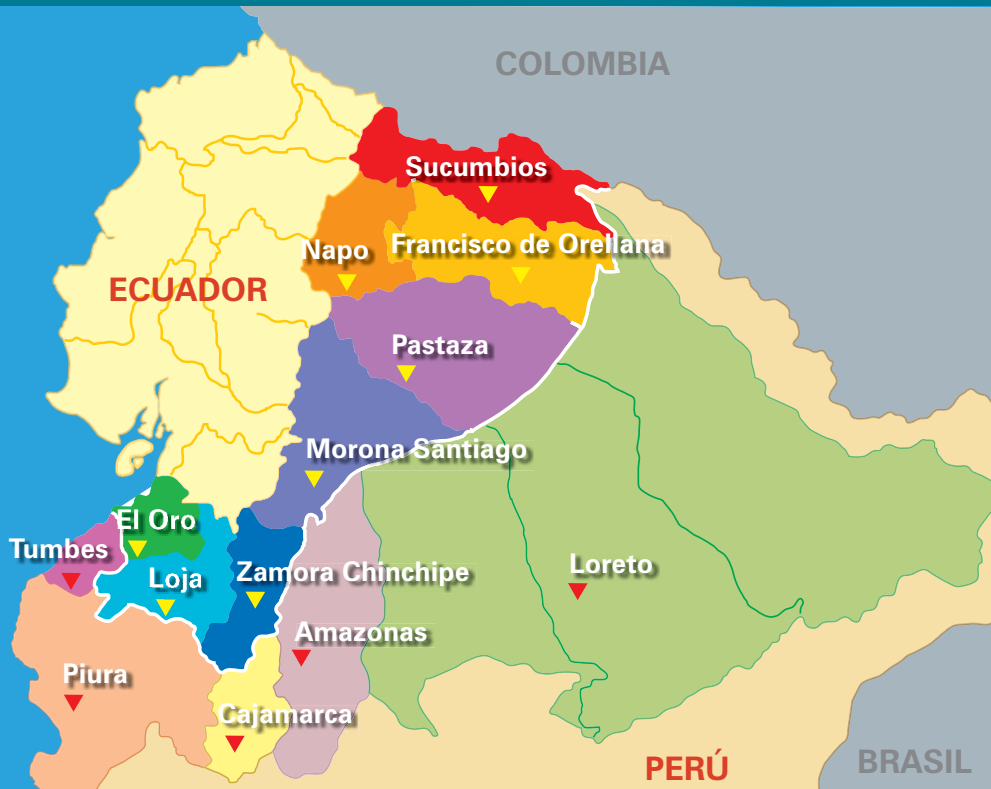 COLOMBIA
Sucumbios
Napo
Francisco de Orellana
ECUADOR
Pastaza
Morona Santiago
El Oro
Tumbes
Loja
Zamora Chinchipe
Loreto
Amazonas
Piura
Cajamarca
PERÚ
BRASIL